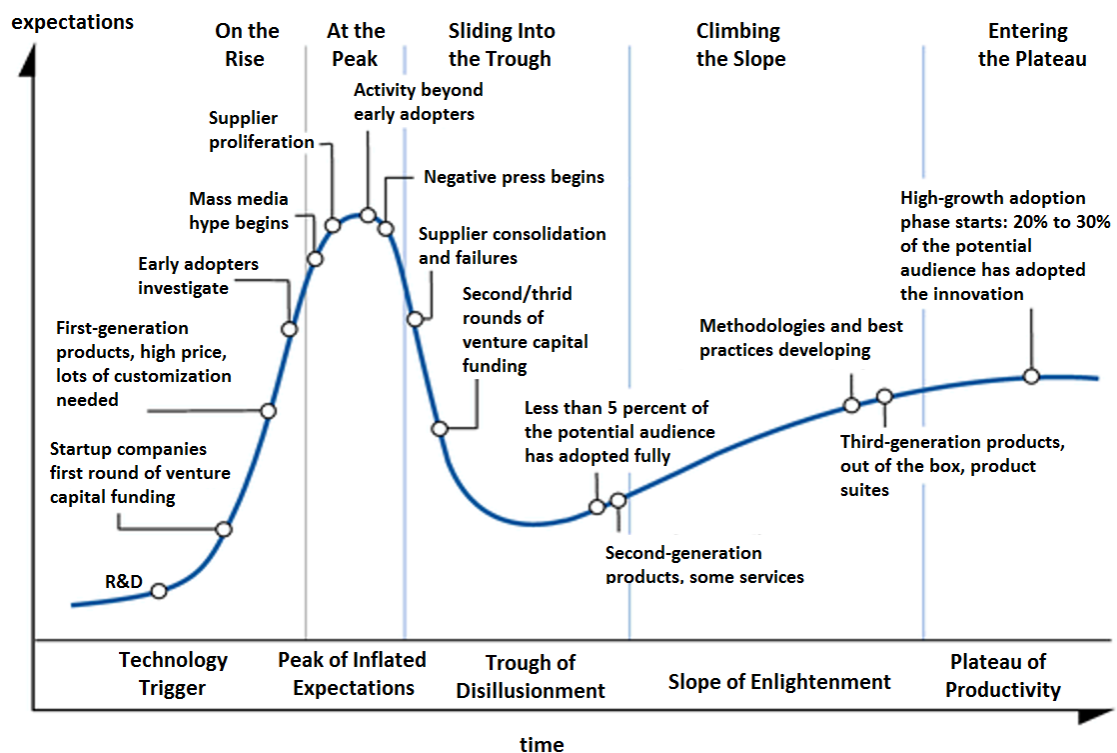 expectations
On the
Rise
At the
Peak
Sliding Into
the Trough
Climbing
the Slope
Entering
the Plateau
Activity beyond
early adopters
Supplier
proliferation
Negative press begins
Mass media
hype begins
High-growth adoption
phase starts: 20% to 30%
of the potential
audience has adopted
the innovation
Supplier consolidation
and failures
Early adopters
investigate
Second/thrid
rounds of
venture capital
funding
First-generation
products, high price,
lots of customization
needed
Methodologies and best
practices developing
Less than 5 percent of
the potential audience
has adopted fully
Startup companies
first round of venture
capital funding
Third-generation products,
out of the box, product
suites
Second-generation
products, some services
R&D
Technology
Trigger
Peak of Inflated
Expectations
Trough of
Disillusionment
Slope of Enlightenment
Plateau of
Productivity
time